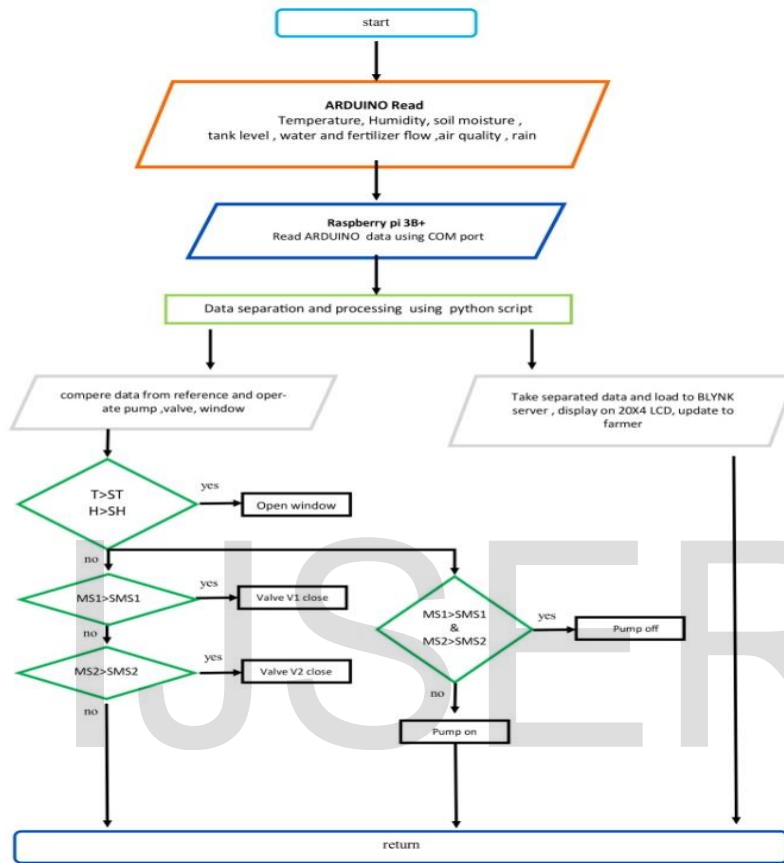 start
ARDUINO Read
Temperature, Humidity, soil moisture ,
tank level , water and fertilizer flow ,air quality , rain
Raspberry pi 3B+
Read ARDUINO data using COM port
Data separation and processing using python script
compere data from reference and oper-
ate pump ,valve, window
Take separated data and load to BLYNK
server , display on 20X4 LCD, update to
farmer
T>ST
H>SH
yes
Open window
no
MS1>SMS1
yes
Valve V1 close
no
MS2>SMS2
yes
Valve V2 close
no
MS1>SMS1
&
MS2>SMS2
yes
Pump off
no
Pump on
return
IJSER